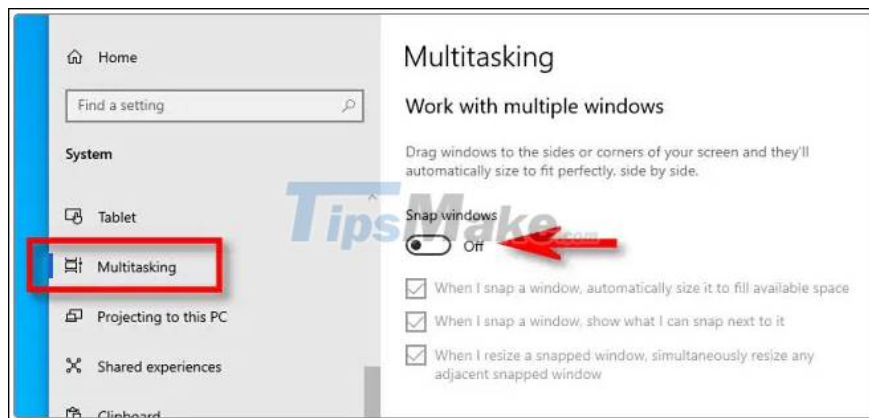 Home
Find a setting
System
Tablet
Multitasking
Projecting to this PC
Shared experiences
Clipboard
Multitasking
Work with multiple windows
Drag windows to the sides or corners of your screen and they'll
automatically size to fit perfectly. side by side.
Snap windows
Off
When I snap a window, automatically size it to fill available space
When I snap a window, show what I can snap next to it
When I resize a snapped window, simultaneously resize any
adjacent snapped window
TipsMake.com